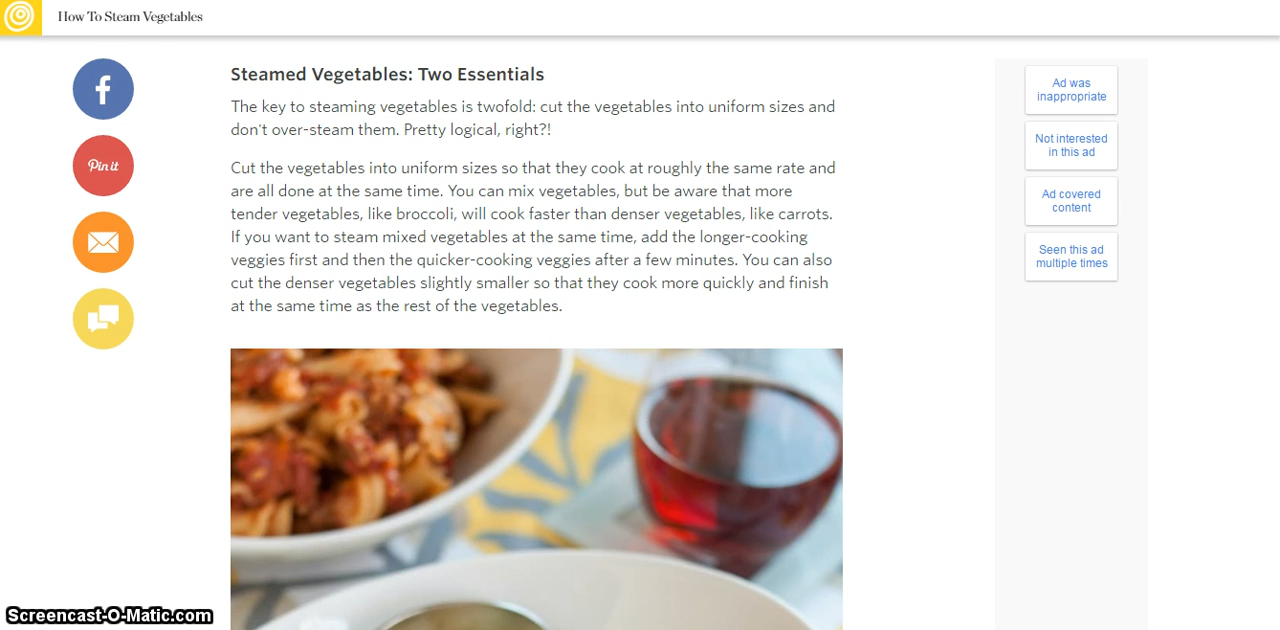 How To Steam Vegetables
Steamed Vegetables: Two Essentials
The key to steaming vegetables is twofold: cut the vegetables into uniform sizes and
don't over-steam them. Pretty logical, right?!
Cut the vegetables into uniform sizes so that they cook at roughly the same rate and
are all done at the same time. You can mix vegetables, but be aware that more
tender vegetables, like broccoli, will cook faster than denser vegetables, like carrots.
If you want to steam mixed vegetables at the same time, add the longer-cooking
veggies first and then the quicker-cooking veggies after a few minutes. You can also
cut the denser vegetables slightly smaller so that they cook more quickly and finish
at the same time as the rest of the vegetables.
f
Pin it
Ad was
inappropriate
Not interested
in this ad
Ad covered
content
Seen this ad
multiple times
Screencast-O-Matic.com